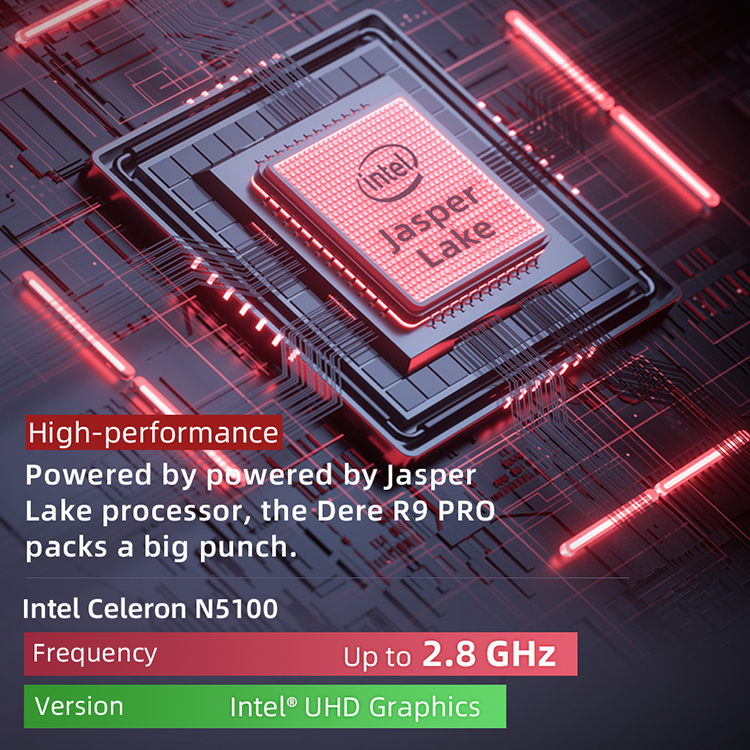 intel
Jasper
Lake
High-performance
Powered by powered by Jasper
Lake processor, the Dere R9 PRO
packs a big punch.
Intel Celeron N5100
Frequency Up to 2.8 GHz
Version Intel® UHD Graphics